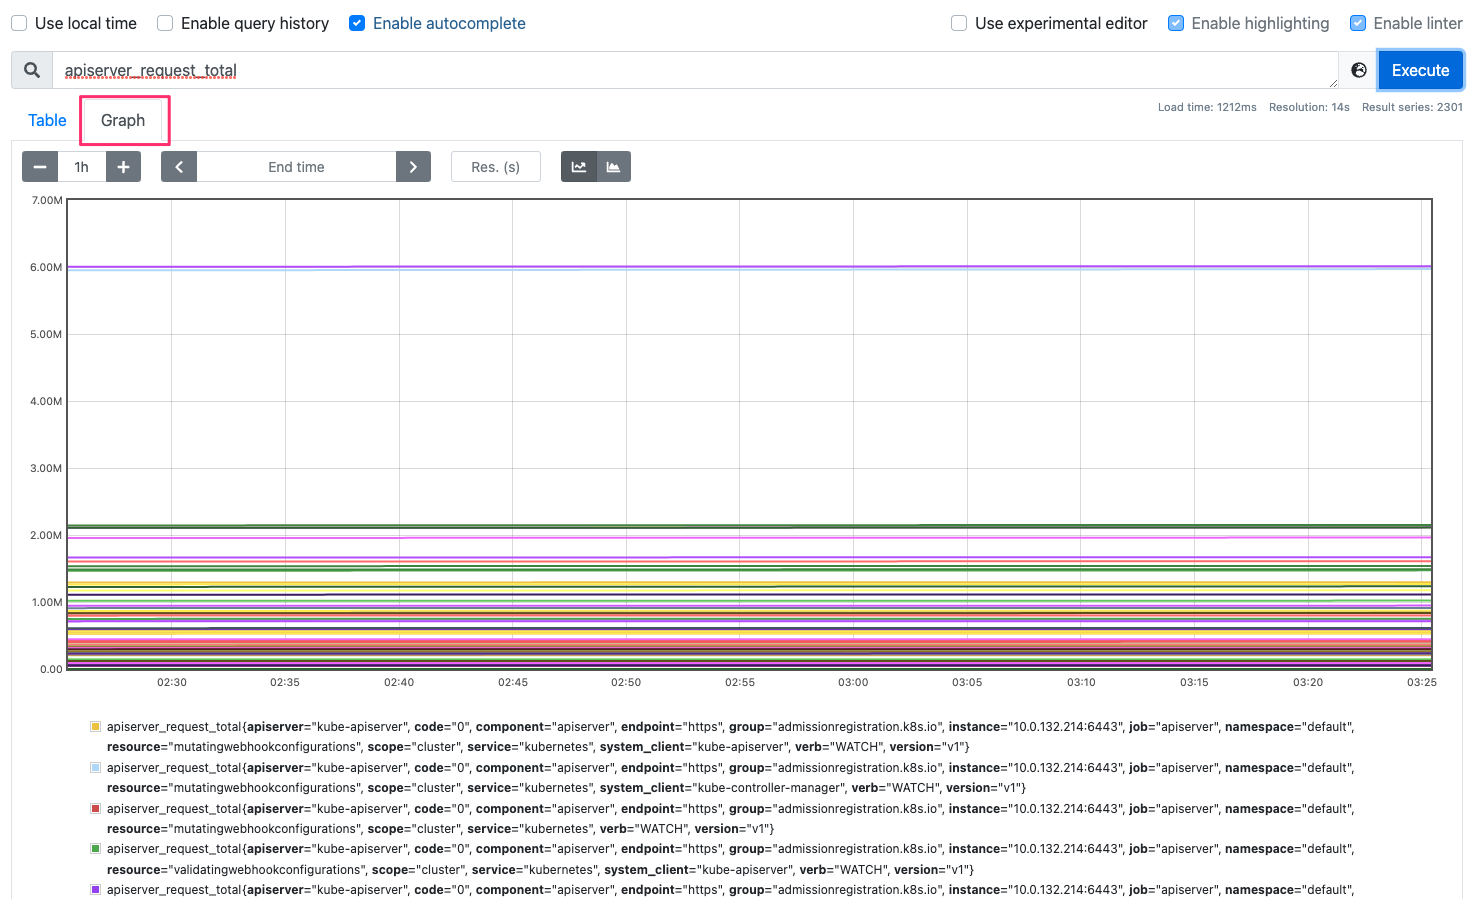 Use local time Enable query history Enable autocomplete Use experimental editor Enable highlighting Enable linter
apiserver_request_total Execute
Load time: 1212ms Resolution: 14s Result series: 2301
Table Graph
1h End time Res. (s)
7.00M
6.00M
5.00M
4.00M
3.00M
2.00M
1.00M
0.00
02:30 02:35 02:40 02:45 02:50 02:55 03:00 03:05 03:10 03:15 03:20 03:25
apiserver_request_total{apiserver="kube-apiserver", code="0", component="apiserver", endpoint="https", group="admissionregistration.k8s.io", instance="10.0.132.214:6443", job="apiserver", namespace="default",
resource="mutatingwebhookconfigurations", scope="cluster", service="kubernetes", system_client="kube-apiserver", verb="WATCH", version="v1"}
apiserver_request_total{apiserver="kube-apiserver", code="0", component="apiserver", endpoint="https", group="admissionregistration.k8s.io", instance="10.0.132.214:6443", job="apiserver", namespace="default",
resource="mutatingwebhookconfigurations", scope="cluster", service="kubernetes", system_client="kube-controller-manager", verb="WATCH", version="v1"}
apiserver_request_total{apiserver="kube-apiserver", code="0", component="apiserver", endpoint="https", group="admissionregistration.k8s.io", instance="10.0.132.214:6443", job="apiserver", namespace="default",
resource="mutatingwebhookconfigurations", scope="cluster", service="kubernetes", verb="WATCH", version="v1"}
apiserver_request_total{apiserver="kube-apiserver", code="0", component="apiserver", endpoint="https", group="admissionregistration.k8s.io", instance="10.0.132.214:6443", job="apiserver", namespace="default",
resource="validatingwebhookconfigurations", scope="cluster", service="kubernetes", system_client="kube-apiserver", verb="WATCH", version="v1"}
apiserver_request_total{apiserver="kube-apiserver", code="0", component="apiserver", endpoint="https", group="admissionregistration.k8s.io", instance="10.0.132.214:6443", job="apiserver", namespace="default",